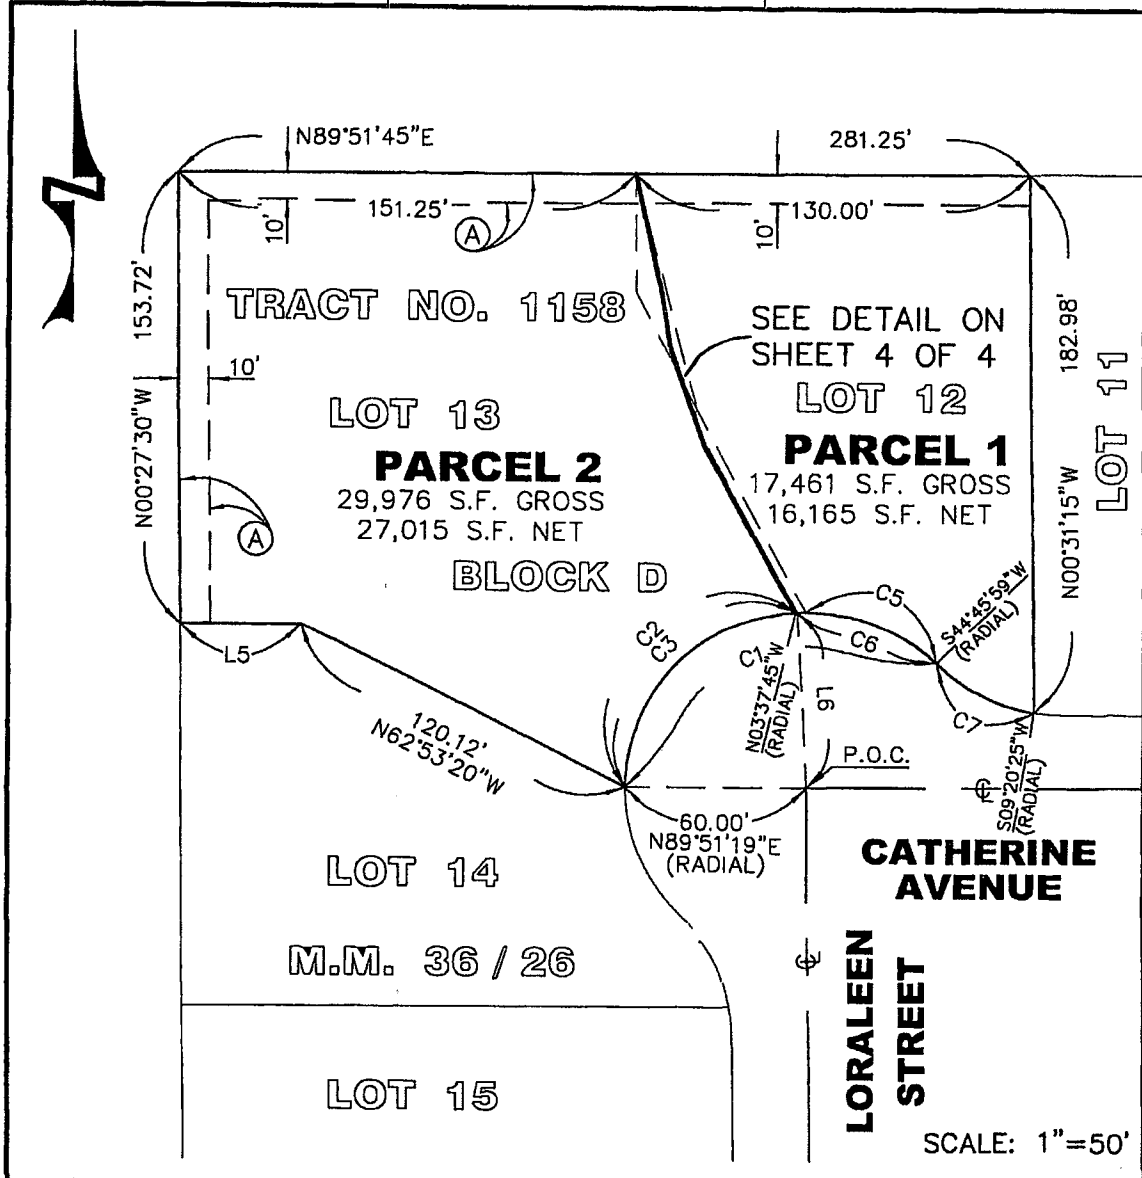 N89°51'45"E
281.25'
151.25'
130.00'
10'
10'
A
153.72'
N00°27'30"W
10'
TRACT NO. 1158
SEE DETAIL ON
SHEET 4 OF 4
182.98'
N00°31'15"W
LOT 11
LOT 13
LOT 12
PARCEL 2
29,976 S.F. GROSS
27,015 S.F. NET
PARCEL 1
17,461 S.F. GROSS
16,165 S.F. NET
A
BLOCK D
C5
S44°45'59"W
(RADIAL)
C2
C3
C6
C1
N03°37'45"W
(RADIAL)
L5
L6
C7
120.12'
N62°53'20"W
P.O.C.
S09°20'25"W
(RADIAL)
60.00'
N89°51'19"E
(RADIAL)
CATHERINE
AVENUE
LOT 14
M.M. 36 / 26
LORALEEN
STREET
LOT 15
SCALE: 1"=50'